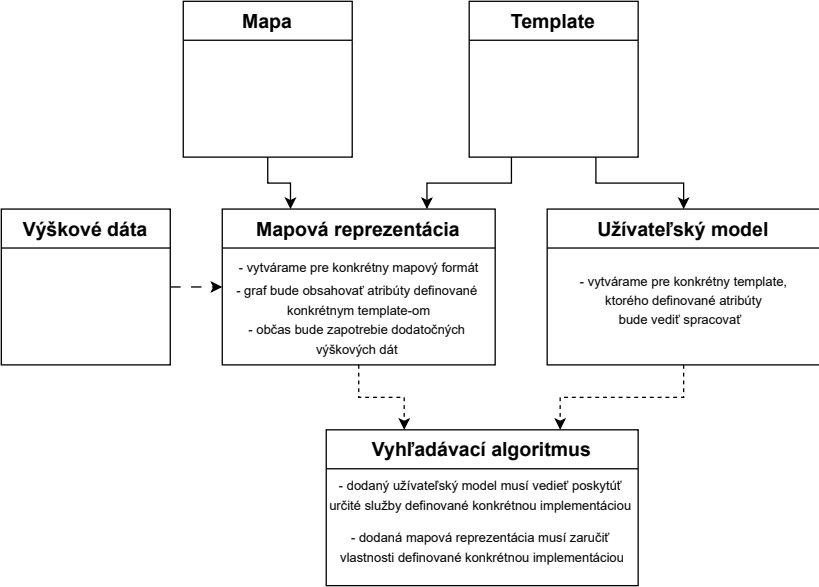 Mapa
Template
Výškové dáta
Mapová reprezentácia
- vytvárame pre konkrétny mapový formát
- graf bude obsahovať atribúty definované
konkrétnym template-om
- občas bude zapotrebie dodatočných
výškových dát
Užívateľský model
- vytvárame pre konkrétny template,
ktorého definované atribúty
bude vediť spracovať
Vyhľadávací algoritmus
- dodaný užívateľský model musí vedieť poskytúť
určité služby definované konkrétnou implementáciou
- dodaná mapová reprezentácia musí zaručiť
vlastnosti definované konkrétnou implementáciou